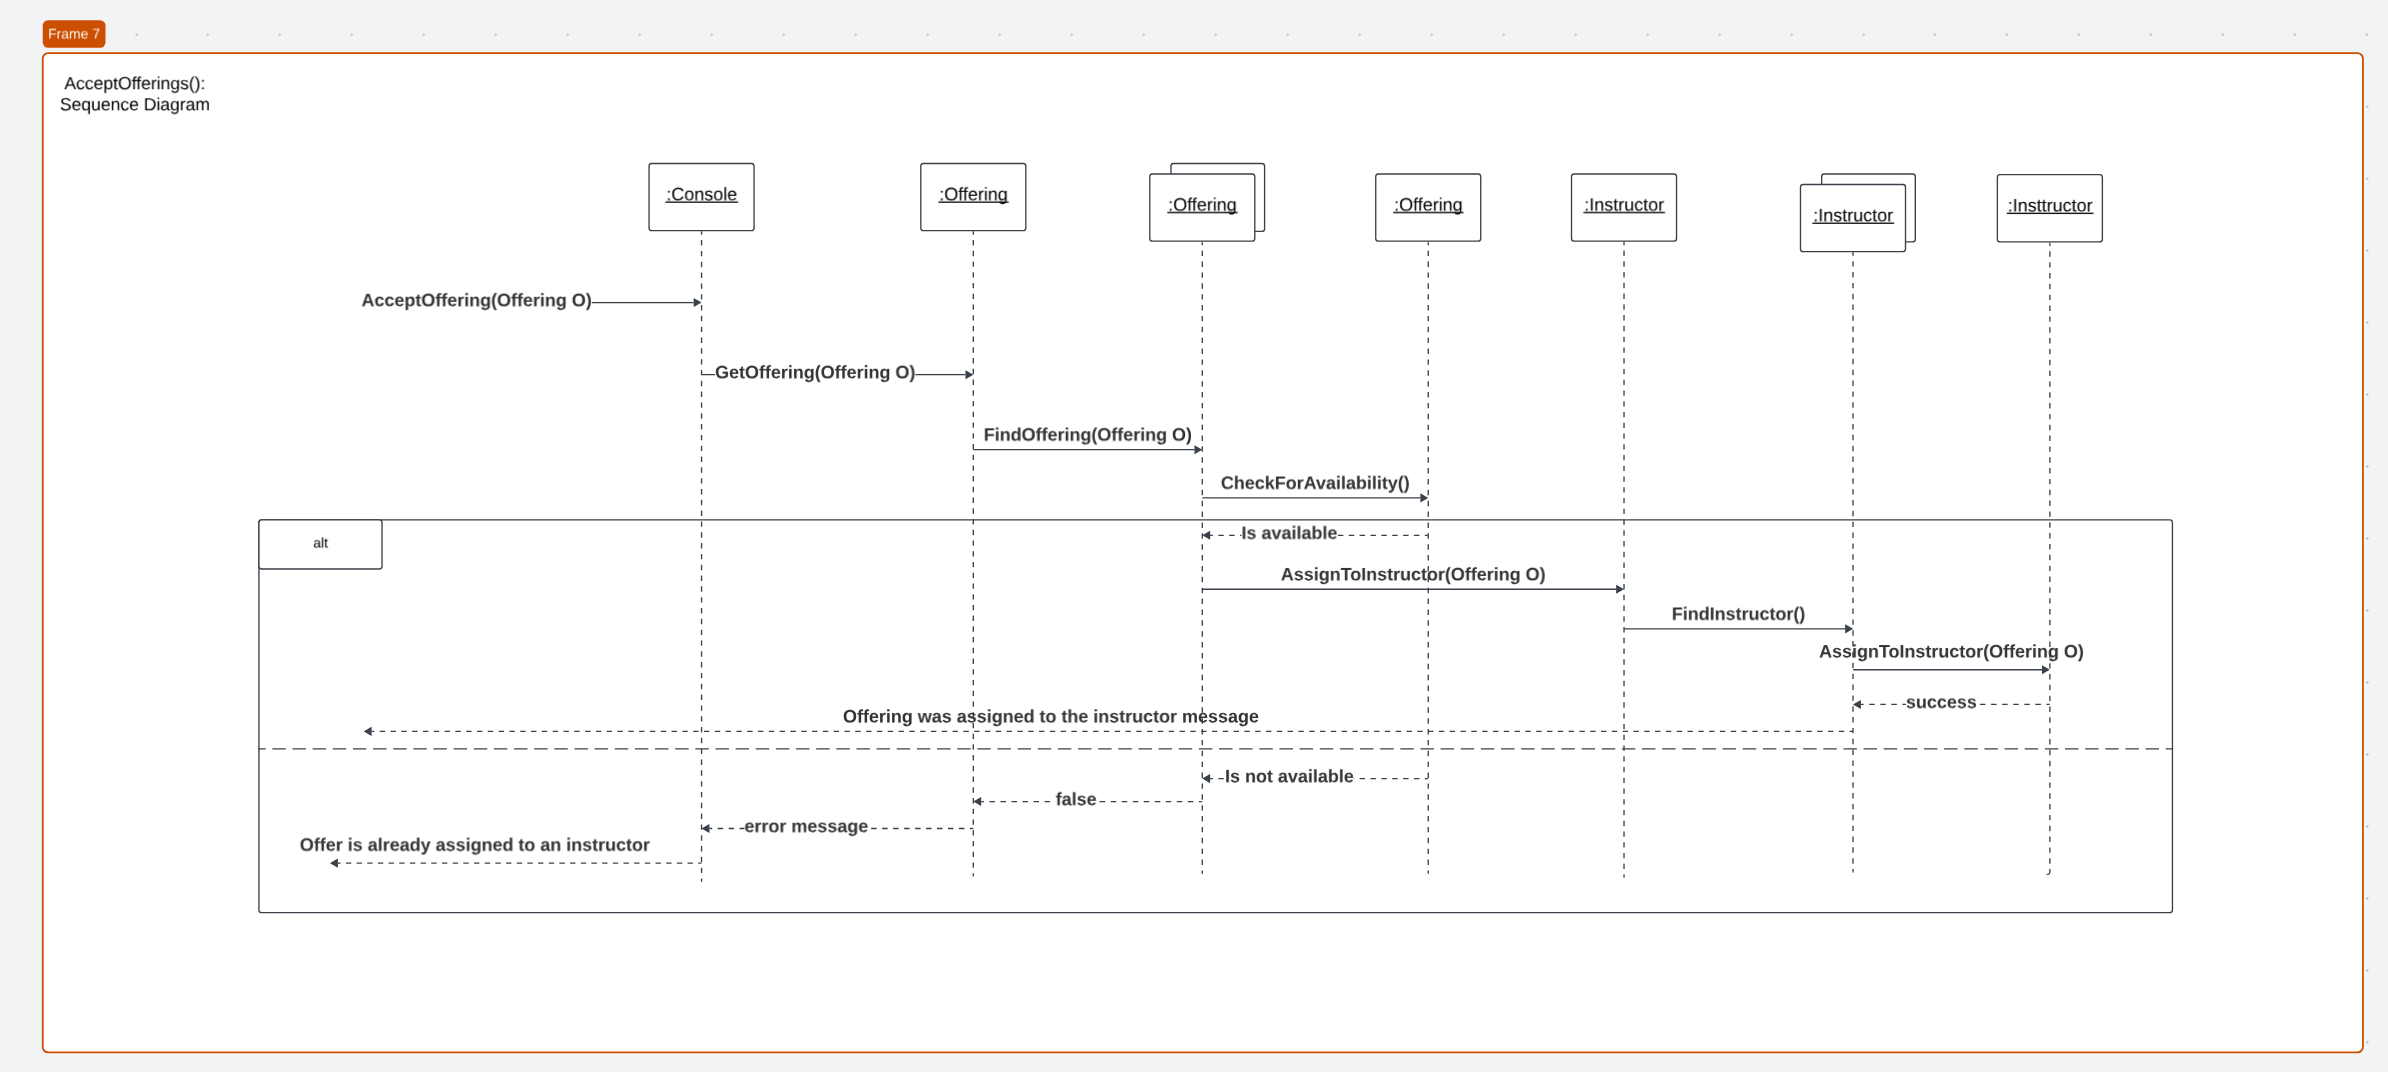 Frame 7
AcceptOfferings():
Sequence Diagram
:Console
:Offering
:Offering
:Offering
:Instructor
:Instructor
:Insttructor
AcceptOffering(Offering O)
GetOffering(Offering O)
FindOffering(Offering O)
CheckForAvailability()
alt
Is available
AssignToInstructor(Offering O)
FindInstructor()
AssignToInstructor(Offering O)
success
Offering was assigned to the instructor message
Is not available
false
error message
Offer is already assigned to an instructor